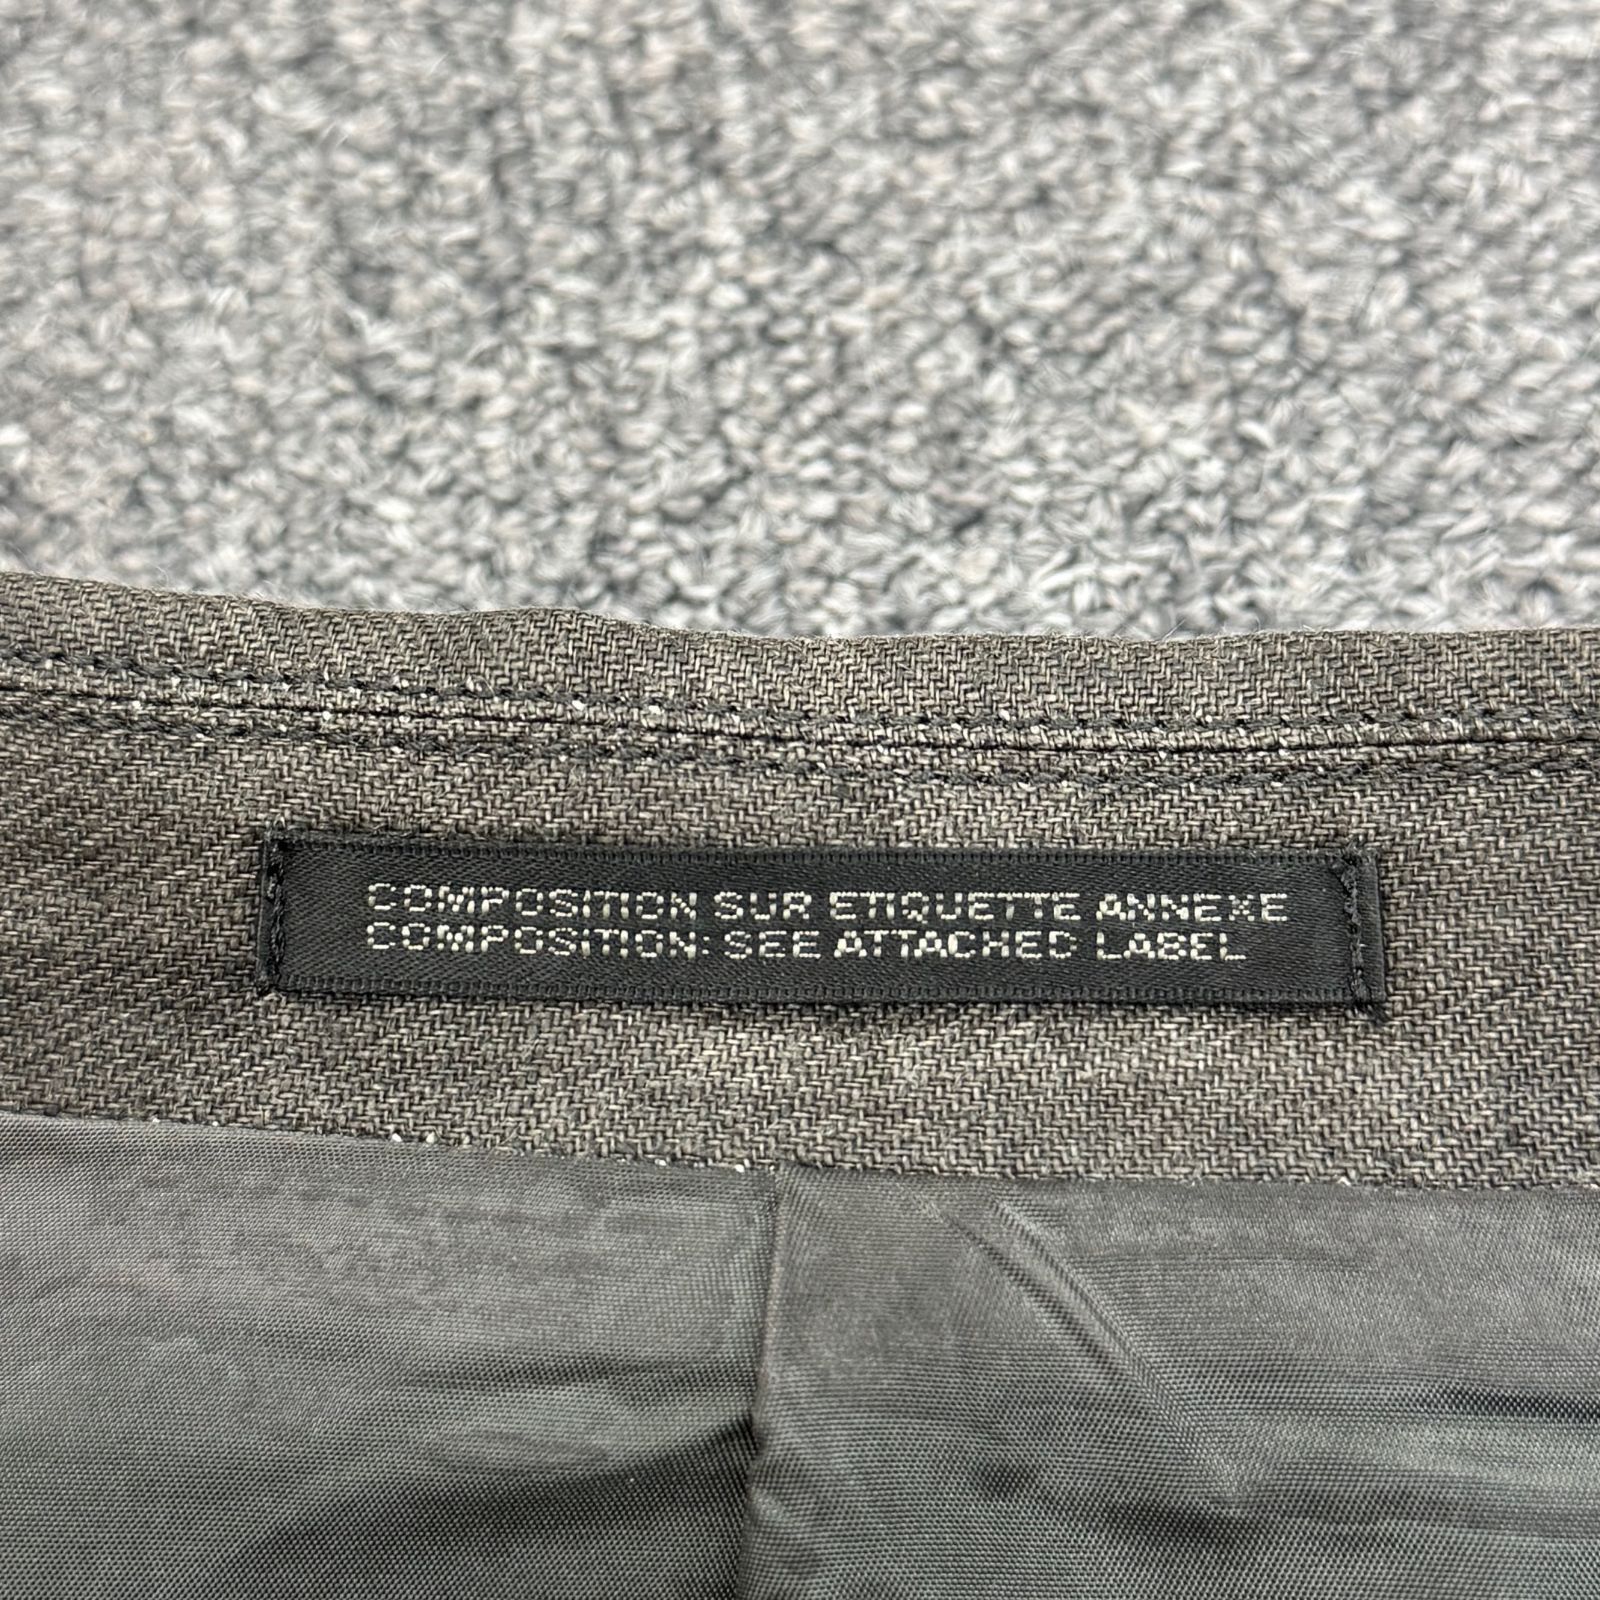 COMPOSITION SUR ETIQUETTE ANNEXE
COMPOSITION: SEE ATTACHED LABEL